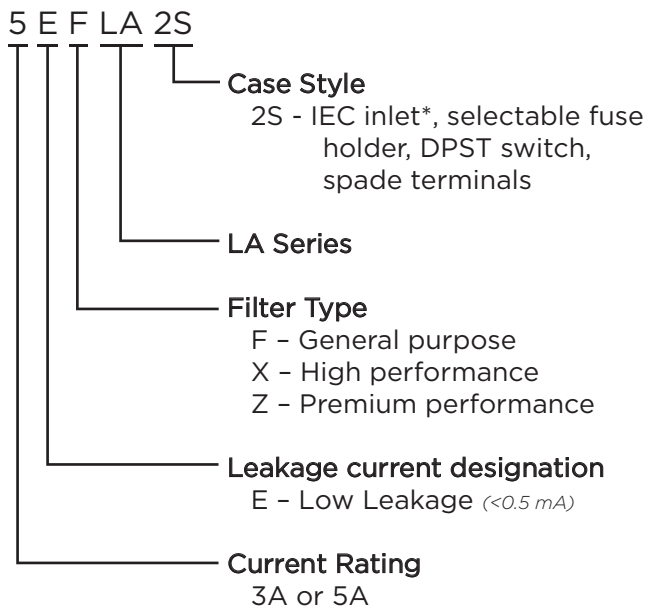 5 E F LA 2S
Case Style
2S - IEC inlet*, selectable fuse
holder, DPST switch,
spade terminals
LA Series
Filter Type
F – General purpose
X – High performance
Z – Premium performance
Leakage current designation
E – Low Leakage (<0.5 mA)
Current Rating
3A or 5A